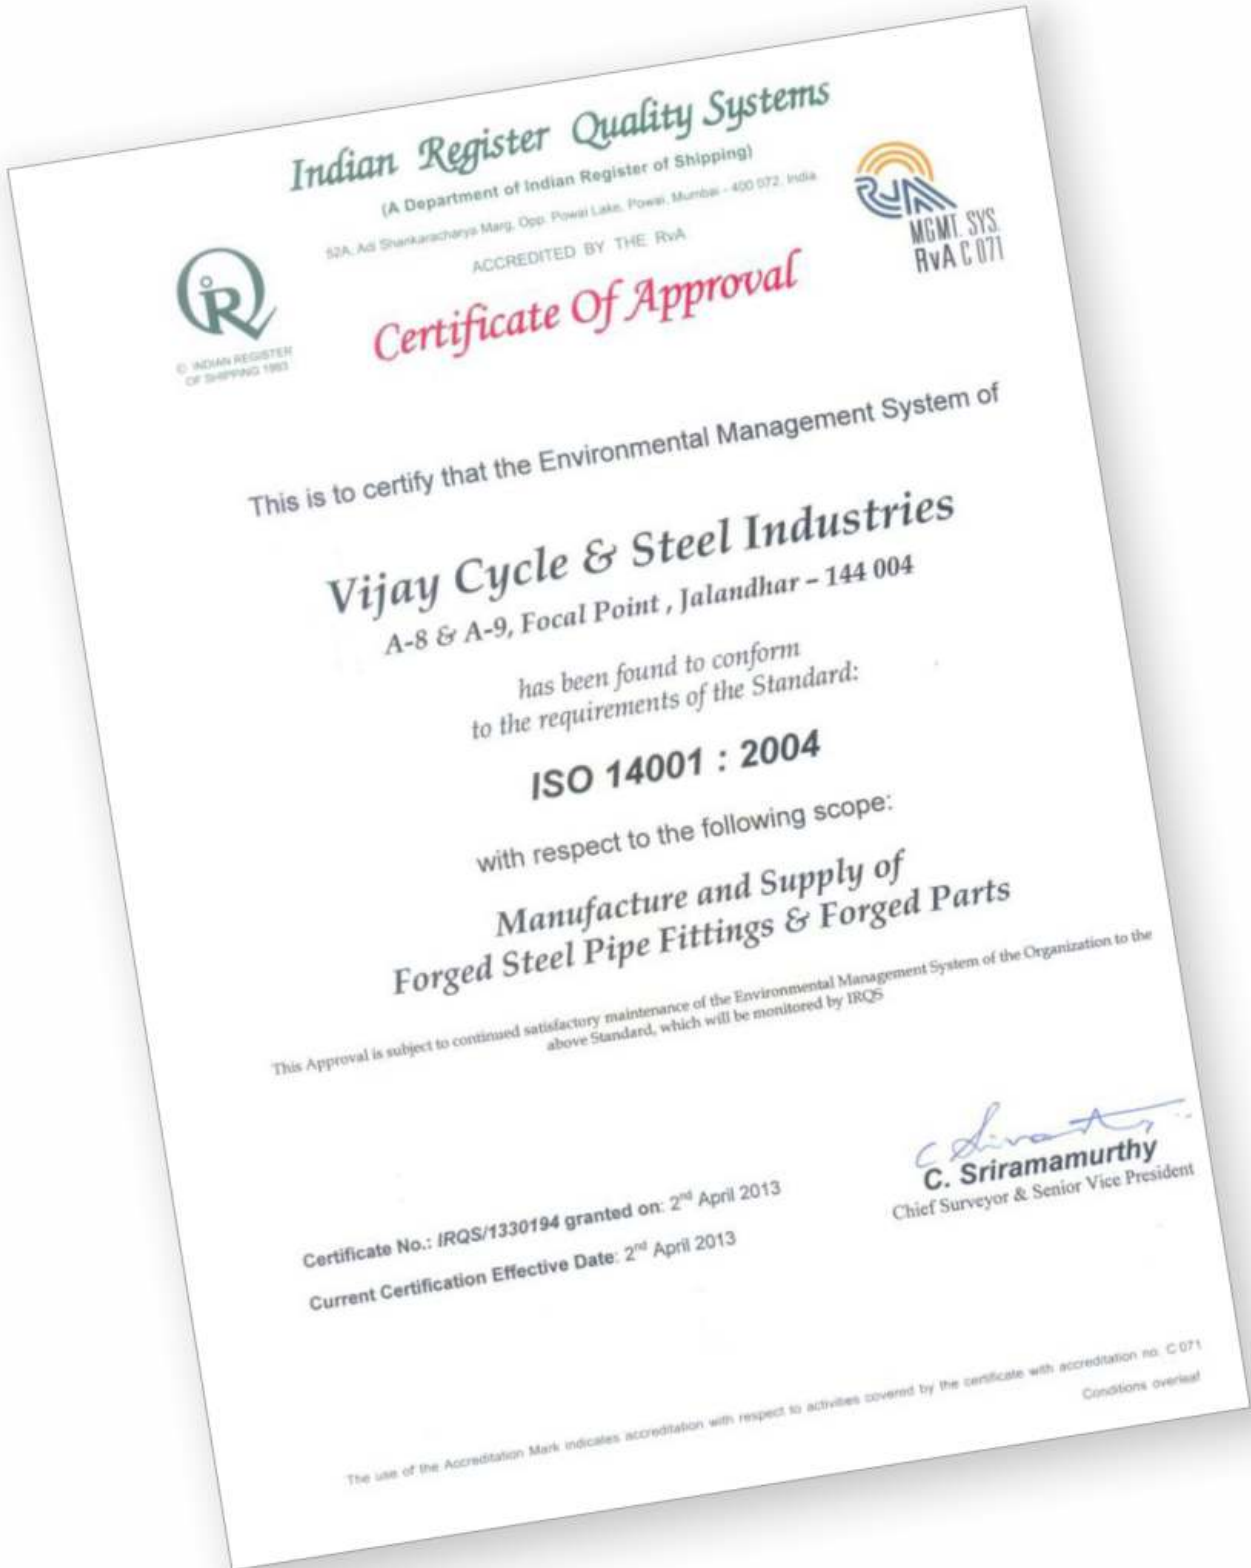 Indian Register Quality Systems
(A Department of Indian Register of Shipping)
52A, Adi Shankaracharya Marg, Opp. Powai Lake, Powai, Mumbai - 400 072, India
ACCREDITED BY THE RvA
Certificate Of Approval
IRQ
© INDIAN REGISTER
OF SHIPPING 1993
RvA
MGMT. SYS.
RvA C 071
This is to certify that the Environmental Management System of
Vijay Cycle & Steel Industries
A-8 & A-9, Focal Point , Jalandhar – 144 004
has been found to conform
to the requirements of the Standard:
ISO 14001 : 2004
with respect to the following scope:
Manufacture and Supply of
Forged Steel Pipe Fittings & Forged Parts
This Approval is subject to continued satisfactory maintenance of the Environmental Management System of the Organization to the
above Standard, which will be monitored by IRQS
C. Sriramamurthy
Chief Surveyor & Senior Vice President
Certificate No.: IRQS/1330194 granted on: 2nd April 2013
Current Certification Effective Date: 2nd April 2013
The use of the Accreditation Mark indicates accreditation with respect to activities covered by the certificate with accreditation no. C 071
Conditions overleaf